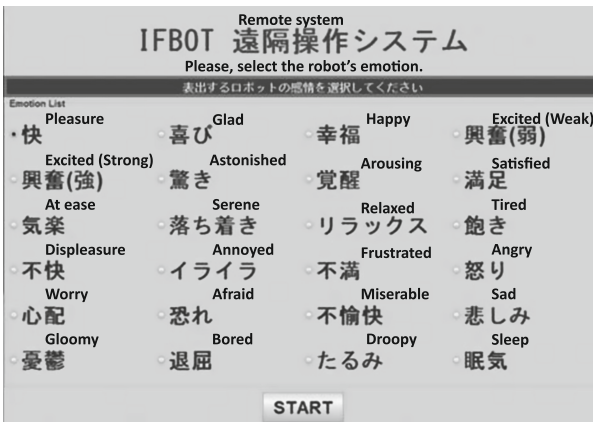 Remote system
IFBOT 遠隔操作システム
Please, select the robot's emotion.
表出するロボットの感情を選択してください
Emotion List
Pleasure Glad Happy Excited (Weak)
快 喜び 幸福 興奮(弱)
Excited (Strong) Astonished Arousing Satisfied
興奮(強) 驚き 覚醒 満足
At ease Serene Relaxed Tired
気楽 落ち着き リラックス 飽き
Displeasure Annoyed Frustrated Angry
不快 イライラ 不満 怒り
Worry Afraid Miserable Sad
心配 恐れ 不愉快 悲しみ
Gloomy Bored Droopy Sleep
憂鬱 退屈 たるみ 眠気
START